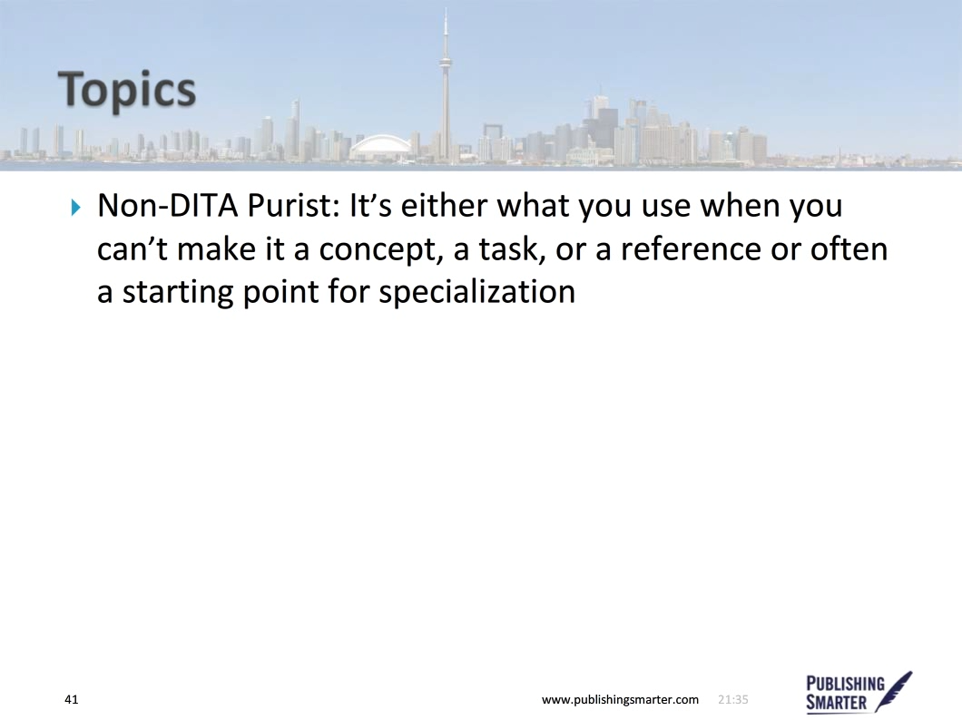 Topics
Non-DITA Purist: It’s either what you use when you
can’t make it a concept, a task, or a reference or often
a starting point for specialization
41
www.publishingsmarter.com
21:35
PUBLISHING
SMARTER